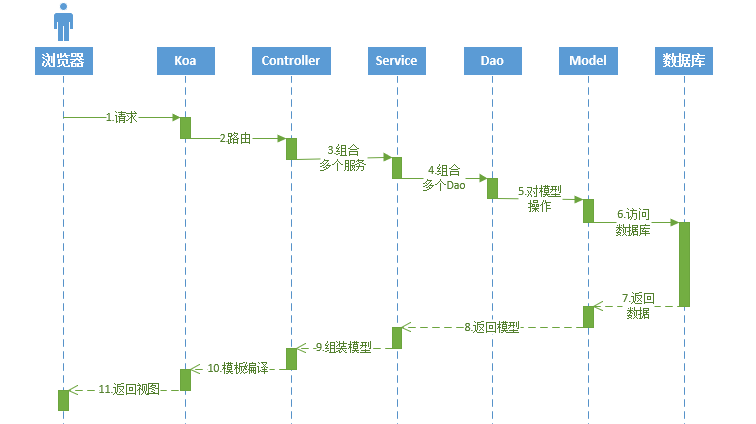 浏览器
Koa
Controller
Service
Dao
Model
数据库
1.请求
2.路由
3.组合
多个服务
4.组合
多个Dao
5.对模型
操作
6.访问
数据库
7.返回
数据
8.返回模型
9.组装模型
10.模板编译
11.返回视图